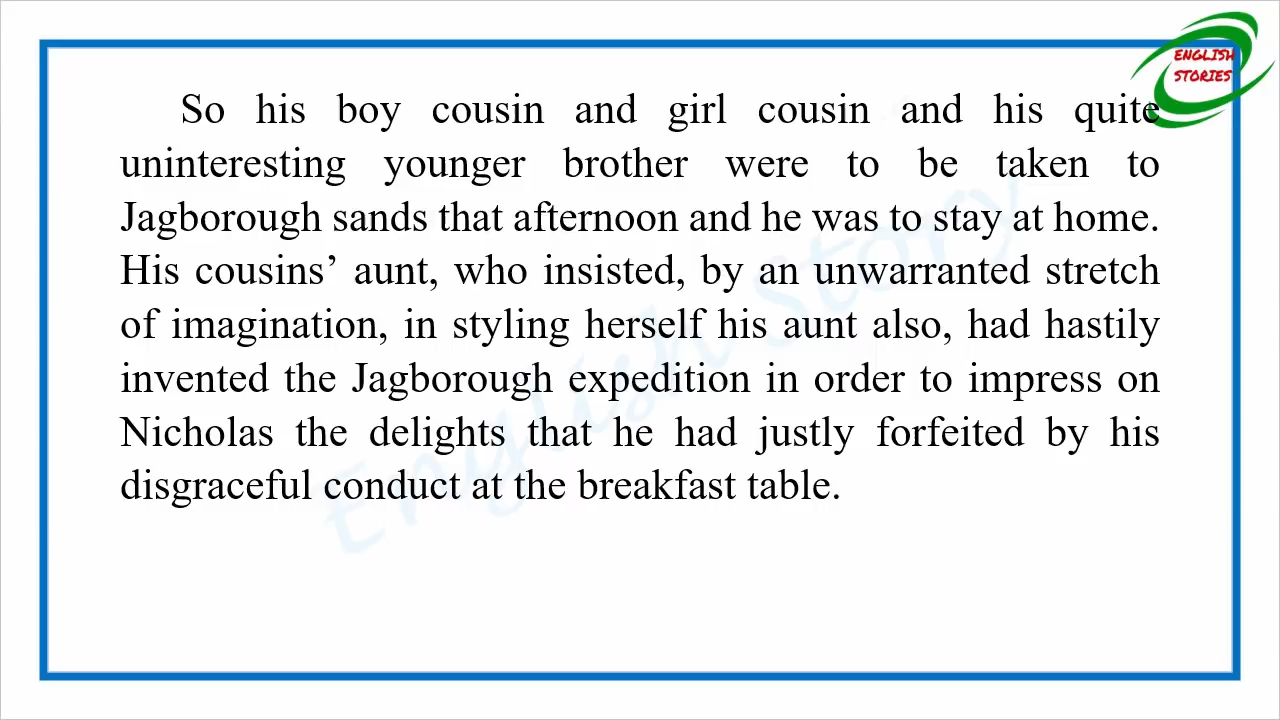 ENGLISH
STORIES
So his boy cousin and girl cousin and his quite
uninteresting younger brother were to be taken to
Jagborough sands that afternoon and he was to stay at home.
His cousins’ aunt, who insisted, by an unwarranted stretch
of imagination, in styling herself his aunt also, had hastily
invented the Jagborough expedition in order to impress on
Nicholas the delights that he had justly forfeited by his
disgraceful conduct at the breakfast table.
English Story